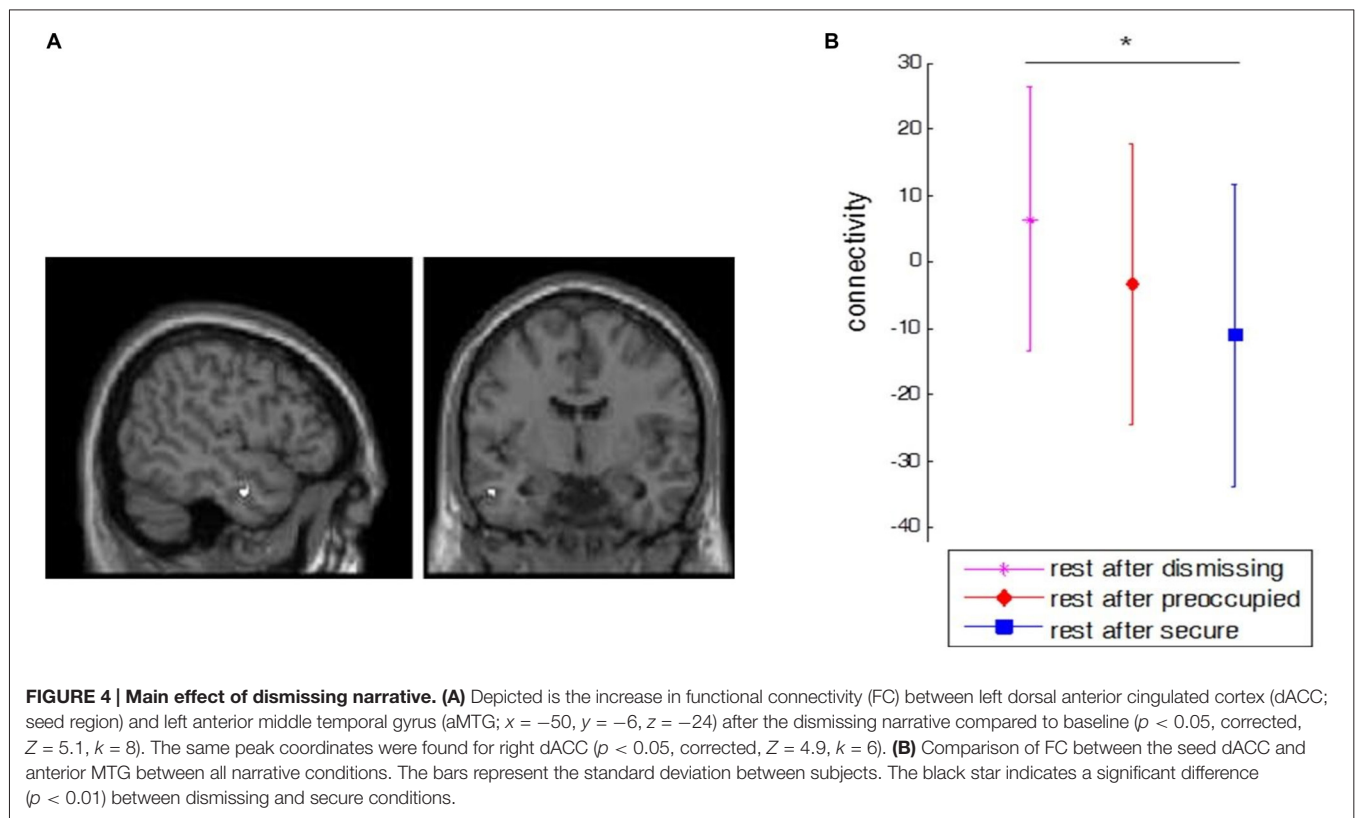 A
B
*
30
20
10
0
-10
-20
-30
-40
connectivity
rest after dismissing
rest after preoccupied
rest after secure
FIGURE 4 | Main effect of dismissing narrative. (A) Depicted is the increase in functional connectivity (FC) between left dorsal anterior cingulated cortex (dACC;
seed region) and left anterior middle temporal gyrus (aMTG; x = −50, y = −6, z = −24) after the dismissing narrative compared to baseline (p < 0.05, corrected,
Z = 5.1, k = 8). The same peak coordinates were found for right dACC (p < 0.05, corrected, Z = 4.9, k = 6). (B) Comparison of FC between the seed dACC and
anterior MTG between all narrative conditions. The bars represent the standard deviation between subjects. The black star indicates a significant difference
(p < 0.01) between dismissing and secure conditions.